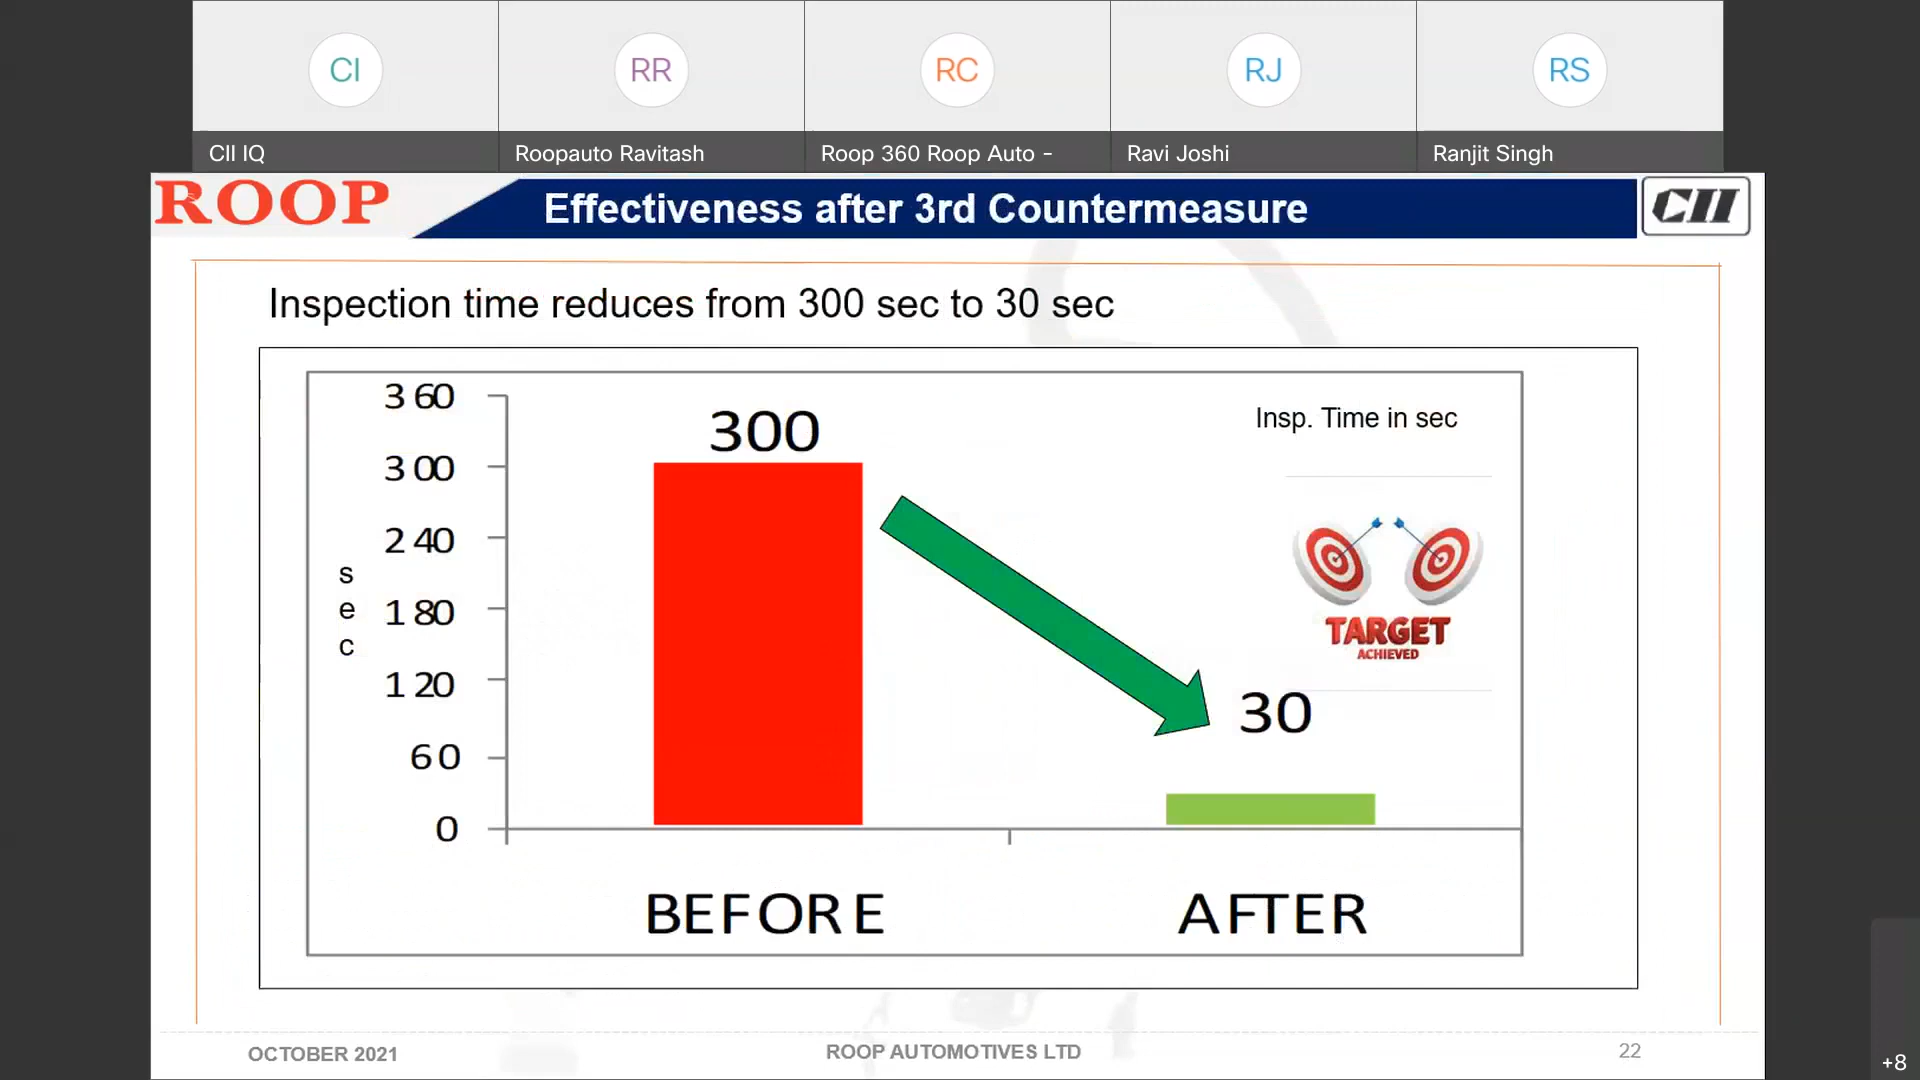 CI
RR
RC
RJ
RS
CII IQ
Roopauto Ravitash
Roop 360 Roop Auto -
Ravi Joshi
Ranjit Singh
ROOP
Effectiveness after 3rd Countermeasure
CII
Inspection time reduces from 300 sec to 30 sec
360
300
240
180
120
60
0
sec
300
Insp. Time in sec
TARGET
ACHIEVED
30
BEFORE
AFTER
OCTOBER 2021
ROOP AUTOMOTIVES LTD
22
+8